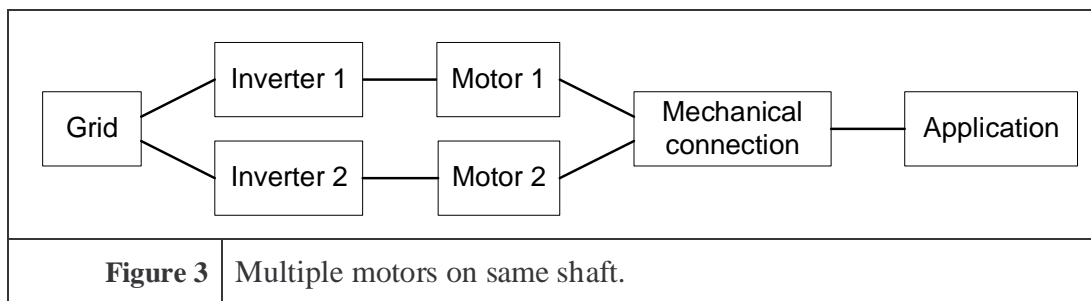 Inverter 1
Motor 1
Grid
Mechanical
connection
Application
Inverter 2
Motor 2
Figure 3
Multiple motors on same shaft.